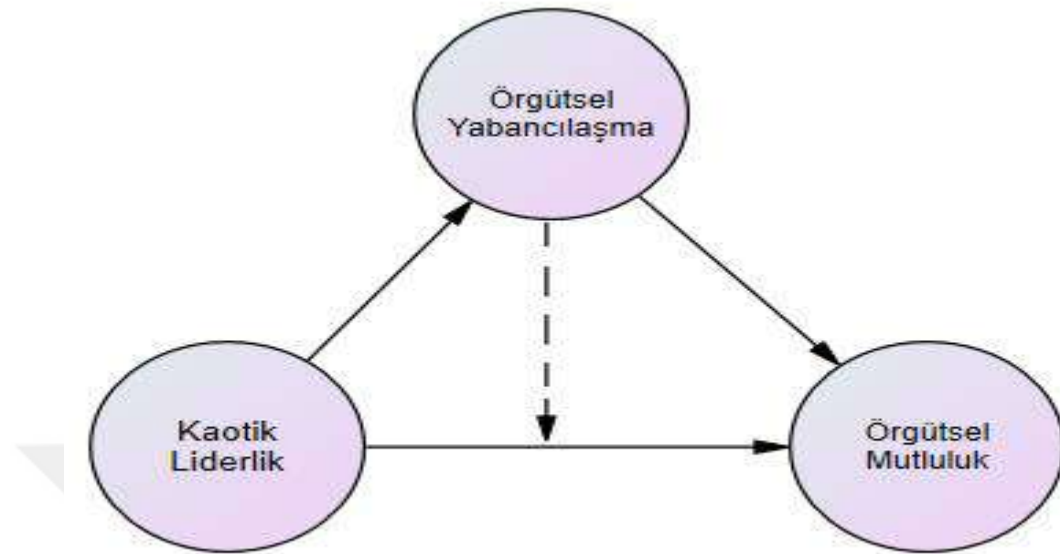 Örgütsel
Yabancılaşma
Kaotik
Liderlik
Örgütsel
Mutluluk